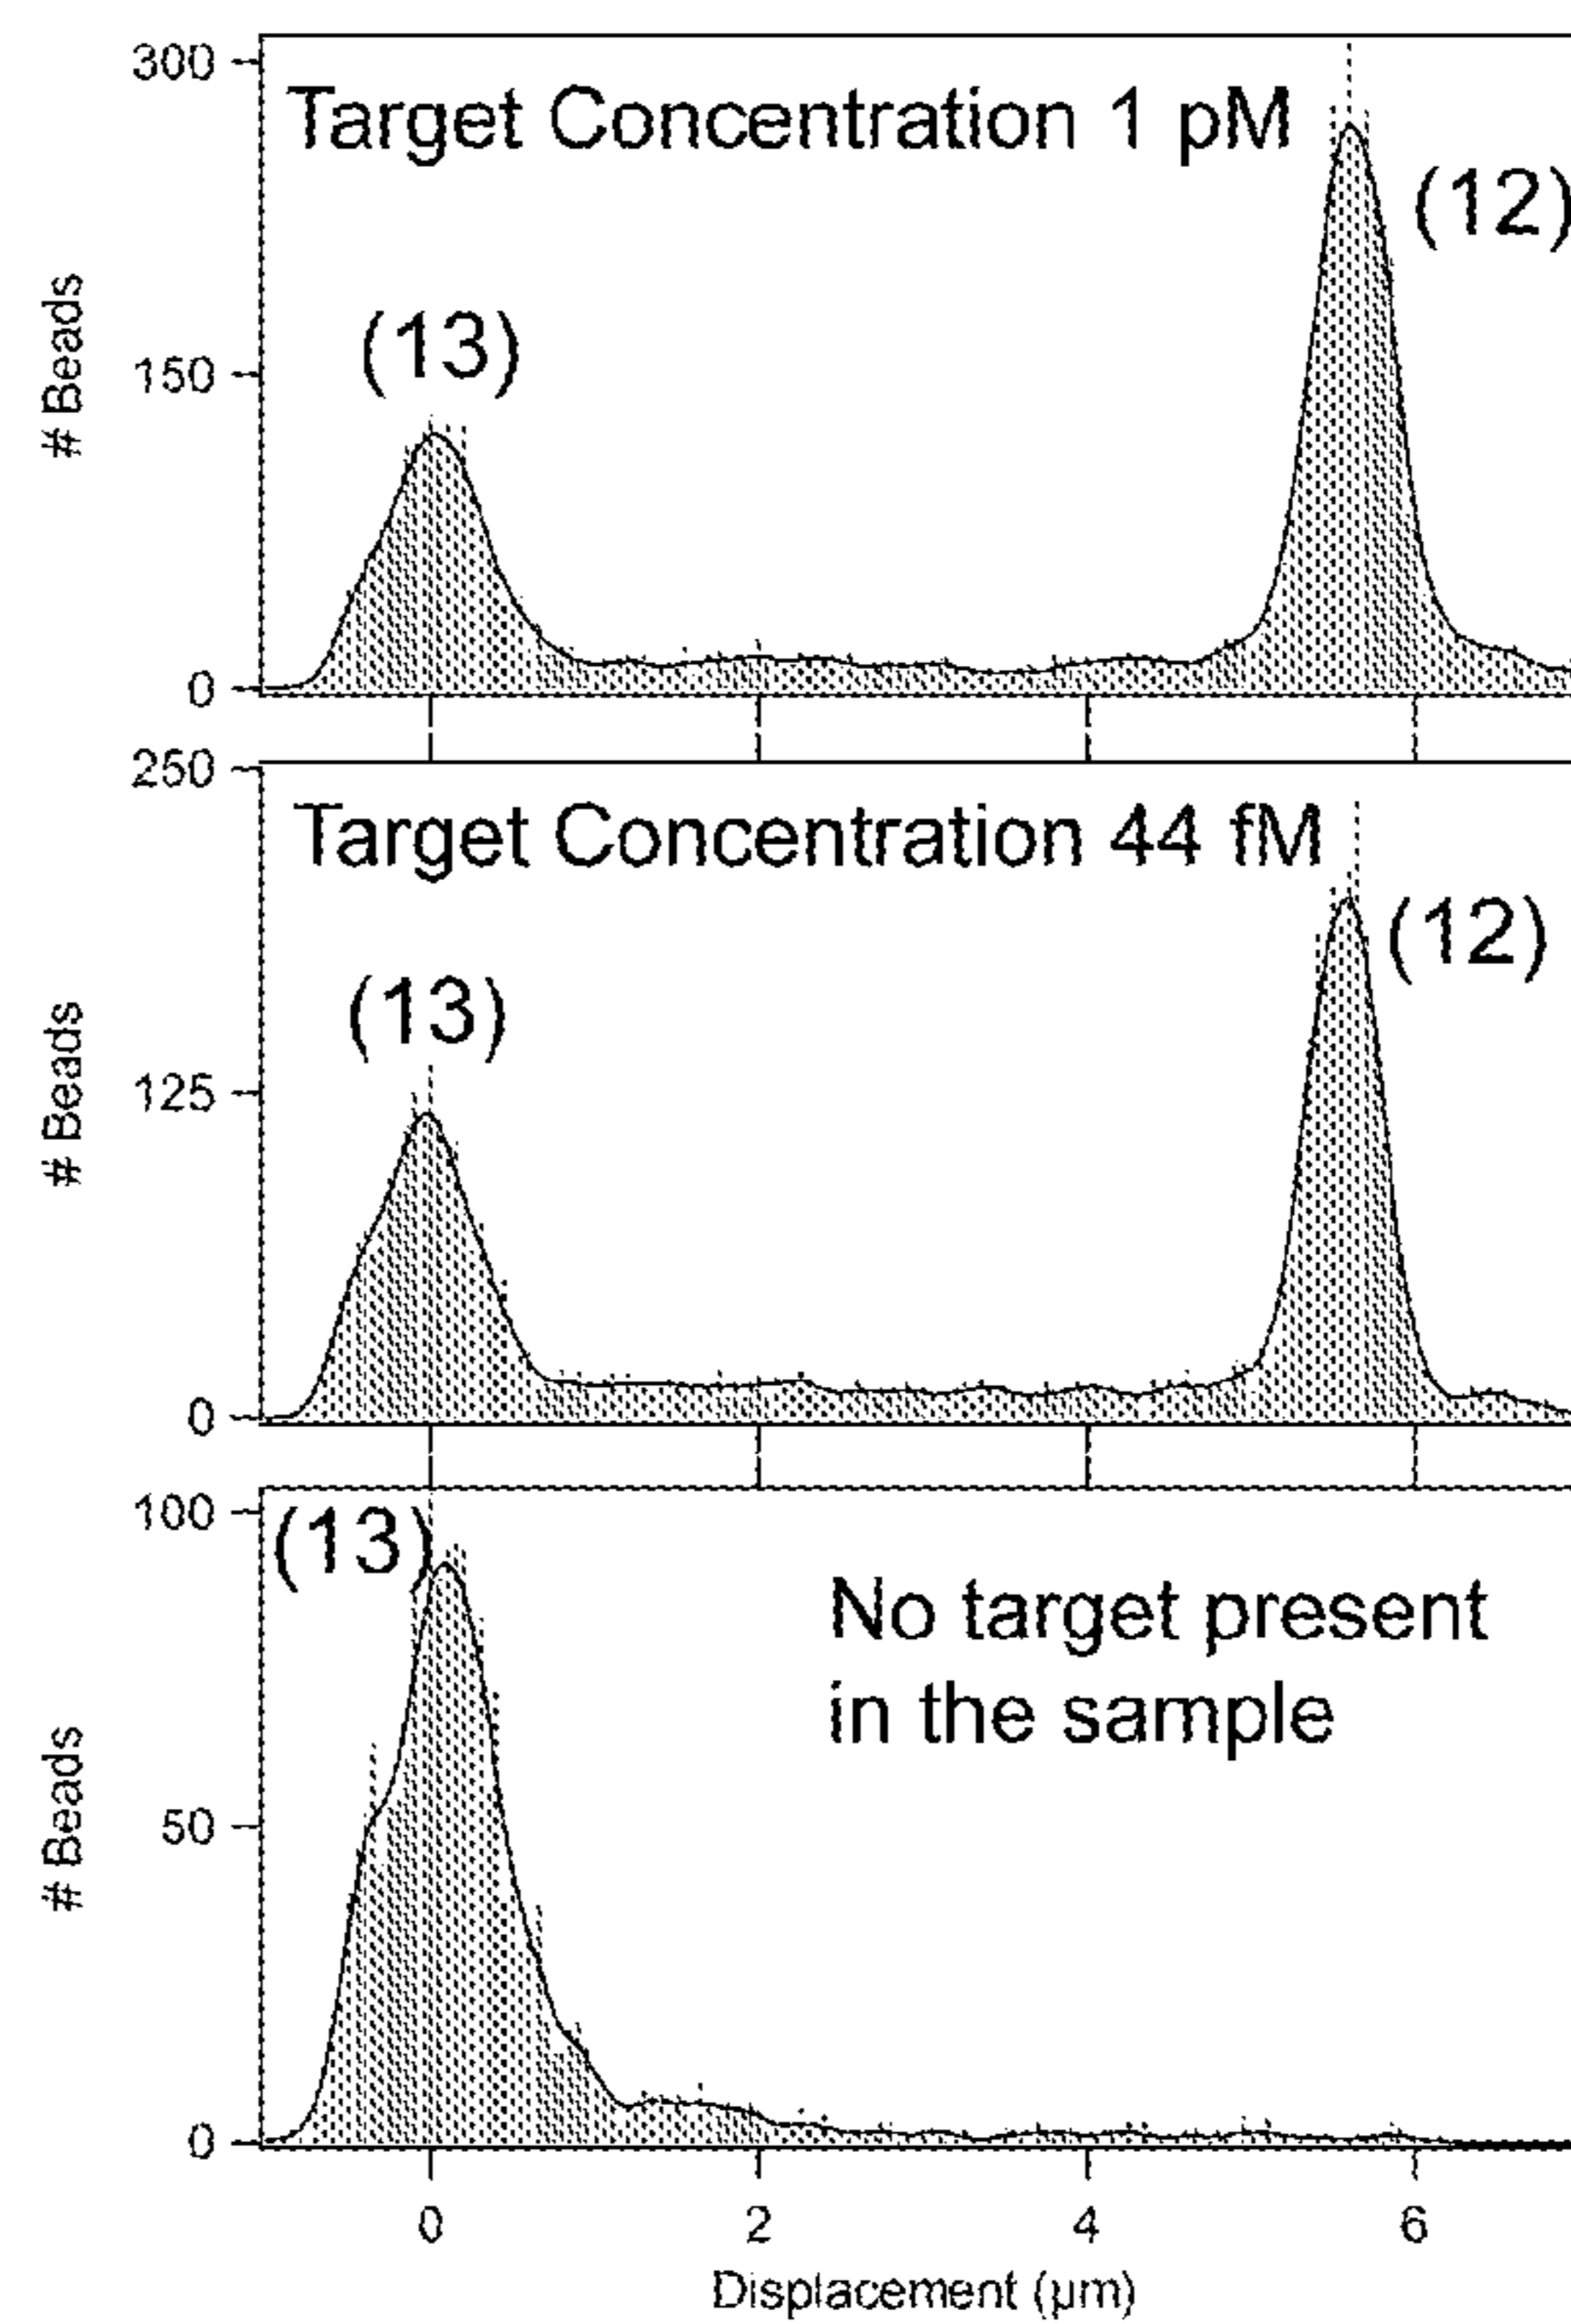 300
Target Concentration 1 pM
(12)
(13)
# Beads
150
0
250
Target Concentration 44 fM
(12)
(13)
# Beads
125
0
100
(13)
No target present
in the sample
# Beads
50
0
0 2 4 6
Displacement (µm)